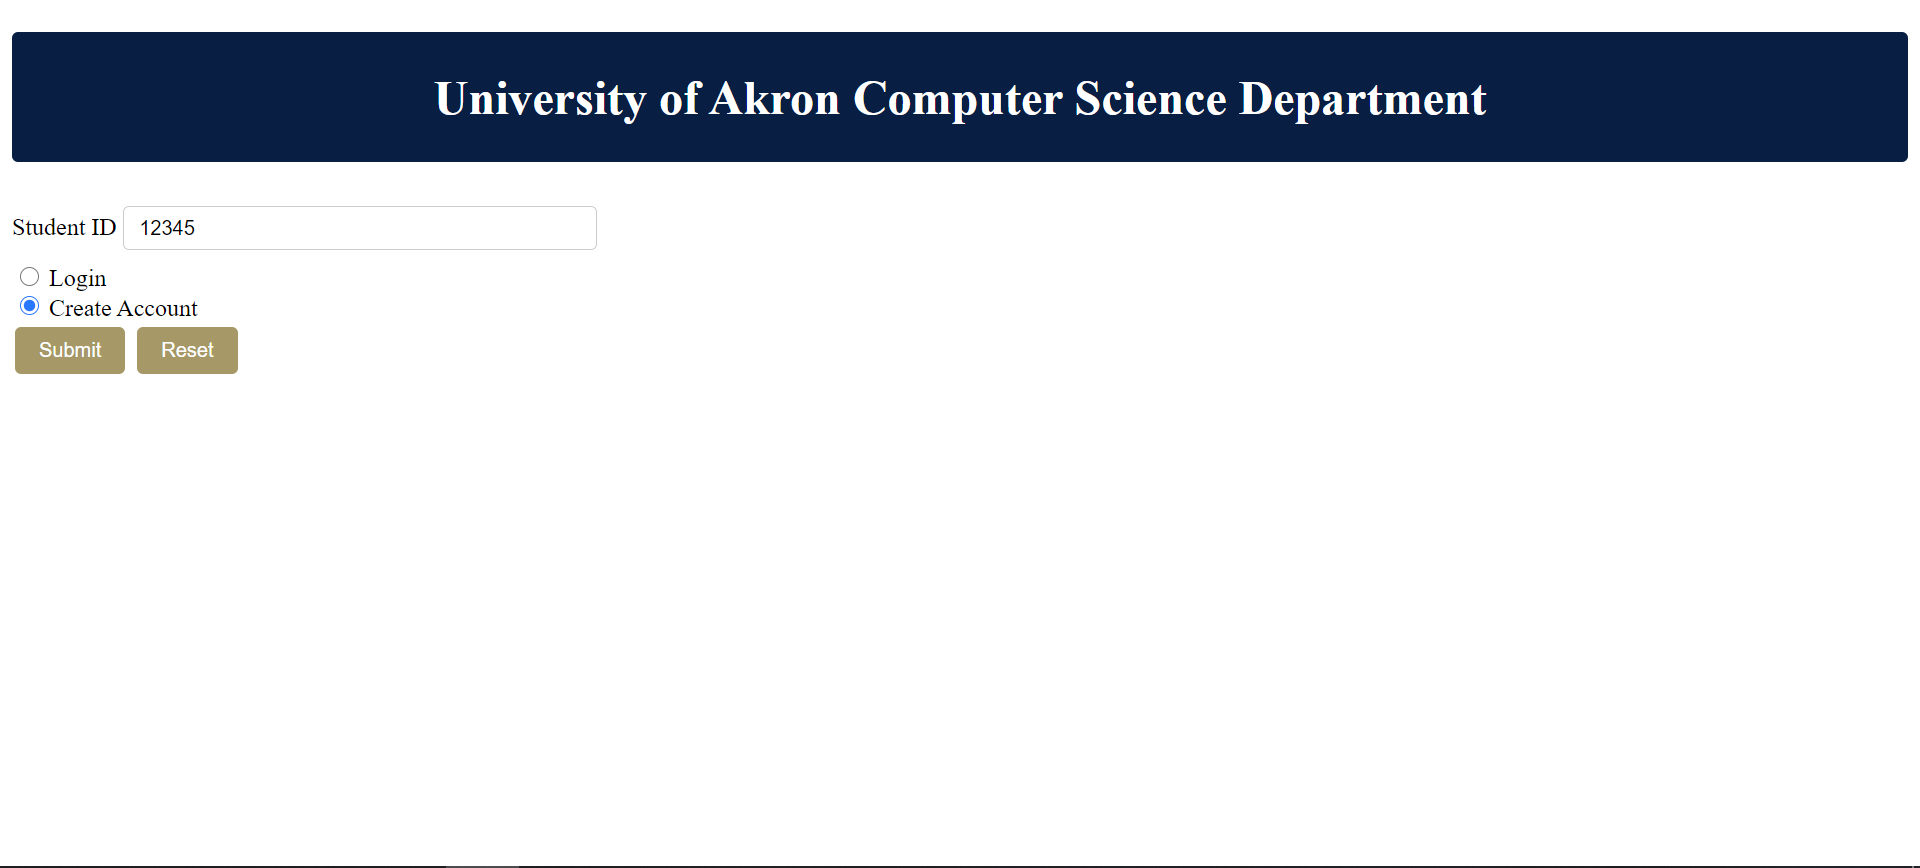 University of Akron Computer Science Department
Student ID 12345
Login
Create Account
Submit Reset